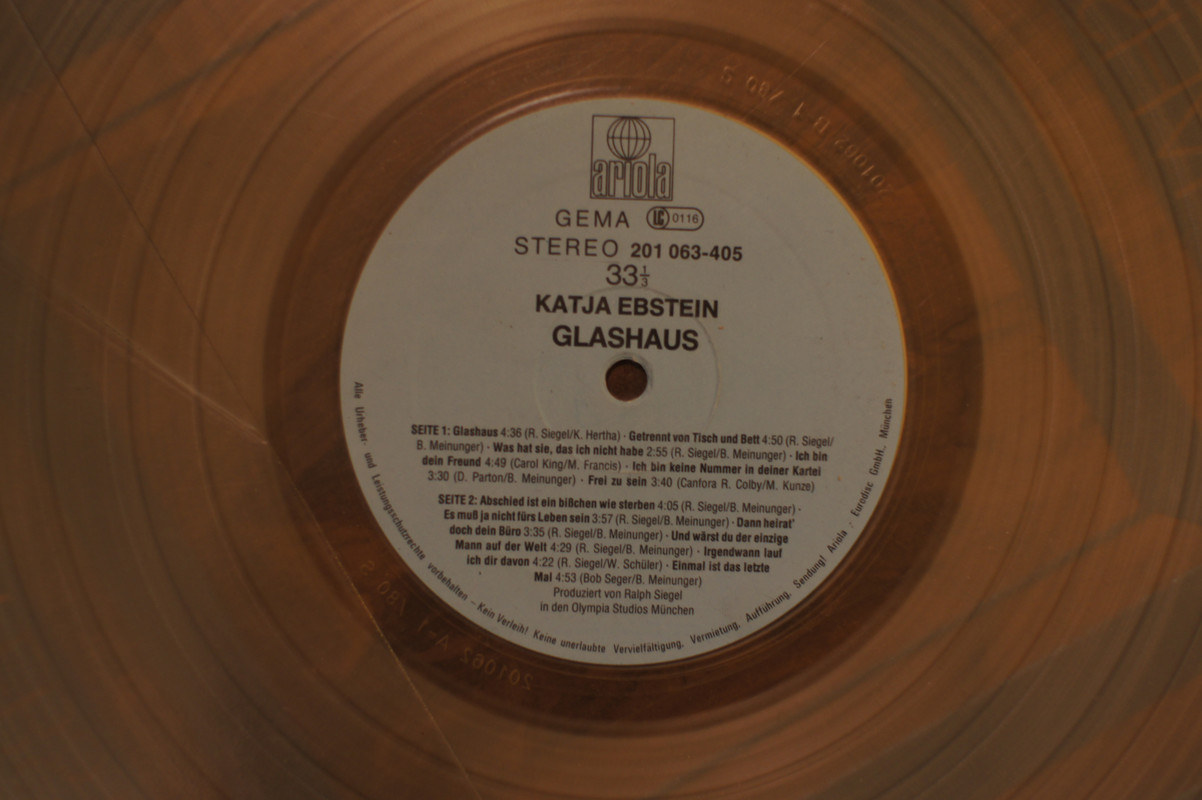 ariola
GEMA LC 0116
STEREO 201 063-405
33⅓
KATJA EBSTEIN
GLASHAUS
SEITE 1: Glashaus 4:36 (R. Siegel/K. Hertha) · Getrennt von Tisch und Bett 4:50 (R. Siegel/
B. Meinunger) · Was hat sie, das ich nicht habe 2:55 (R. Siegel/B. Meinunger) · Ich bin
dein Freund 4:49 (Carol King/M. Francis) · Ich bin keine Nummer in deiner Kartei
3:30 (D. Parton/B. Meinunger) · Frei zu sein 3:40 (Canfora R. Colby/M. Kunze)
SEITE 2: Abschied ist ein bißchen wie sterben 4:05 (R. Siegel/B. Meinunger) ·
Es muß ja nicht fürs Leben sein 3:57 (R. Siegel/B. Meinunger) · Dann heirat'
doch dein Büro 3:35 (R. Siegel/B. Meinunger) · Und wärst du der einzige
Mann auf der Welt 4:29 (R. Siegel/B. Meinunger) · Irgendwann lauf
ich dir davon 4:22 (R. Siegel/W. Schüler) · Einmal ist das letzte
Mal 4:53 (Bob Seger/B. Meinunger)
Produziert von Ralph Siegel
in den Olympia Studios München
Alle Urheber- und Leistungsschutzrechte vorbehalten – Kein Verleih! Keine unerlaubte Vervielfältigung, Vermietung, Aufführung, Sendung! Ariola - Eurodisc GmbH., München
201062 B-1 /80 S
201062 A-1 /80 S